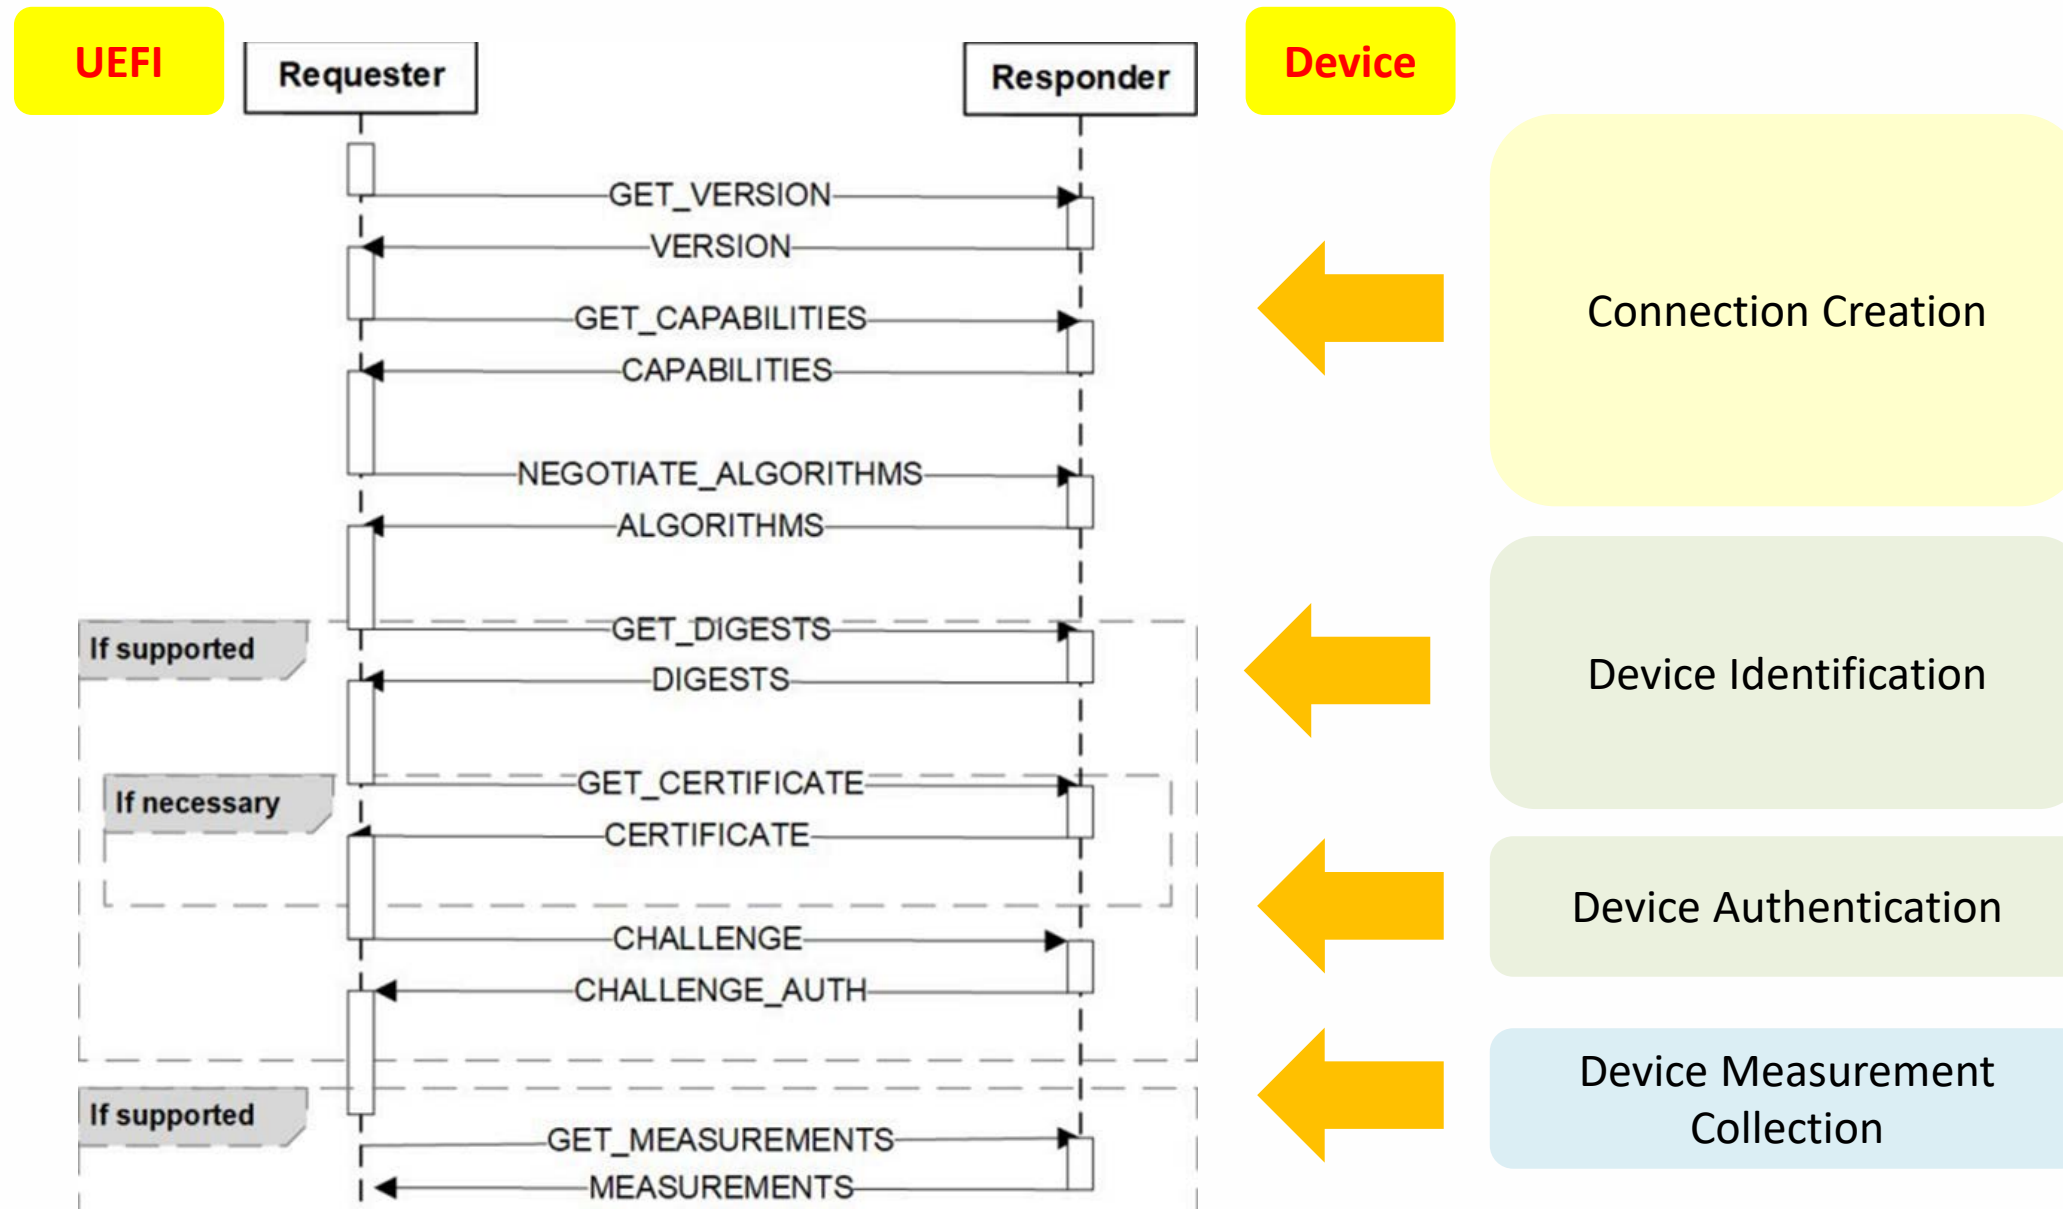 UEFI
Requester
Responder
Device
GET_VERSION
VERSION
GET_CAPABILITIES
CAPABILITIES
Connection Creation
NEGOTIATE_ALGORITHMS
ALGORITHMS
If supported
GET_DIGESTS
DIGESTS
Device Identification
If necessary
GET_CERTIFICATE
CERTIFICATE
Device Authentication
CHALLENGE
CHALLENGE_AUTH
Device Measurement
Collection
If supported
GET_MEASUREMENTS
MEASUREMENTS